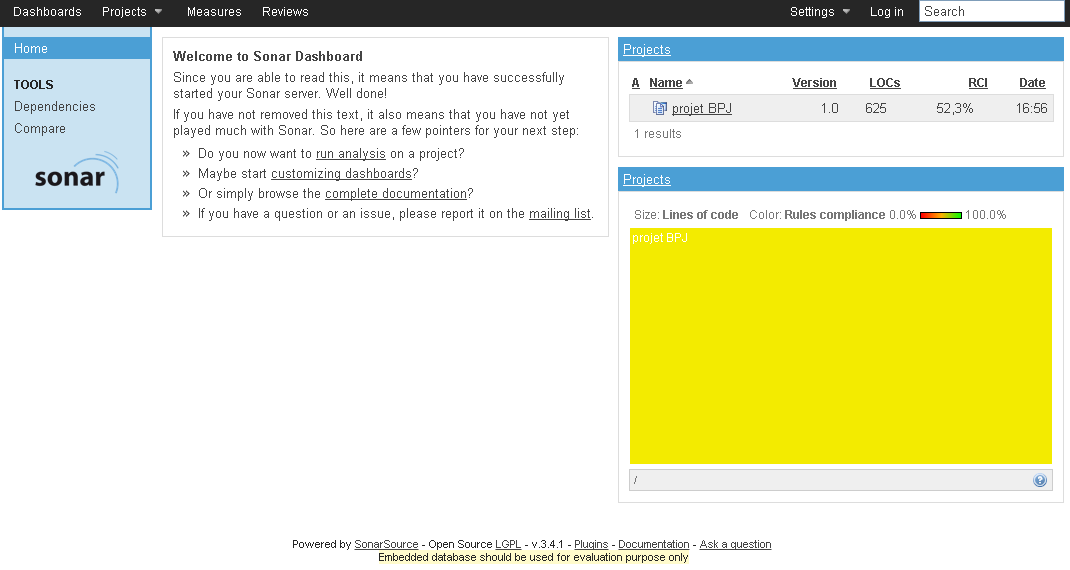 Dashboards Projects Measures Reviews Settings Log in Search
Home
TOOLS
Dependencies
Compare
sonar
Welcome to Sonar Dashboard
Since you are able to read this, it means that you have successfully
started your Sonar server. Well done!
If you have not removed this text, it also means that you have not yet
played much with Sonar. So here are a few pointers for your next step:
» Do you now want to run analysis on a project?
» Maybe start customizing dashboards?
» Or simply browse the complete documentation?
» If you have a question or an issue, please report it on the mailing list.
Projects
A Name Version LOCs RCI Date
projet BPJ 1.0 625 52,3% 16:56
1 results
Projects
Size: Lines of code Color: Rules compliance 0.0% 100.0%
projet BPJ
/ ?
Powered by SonarSource - Open Source LGPL - v.3.4.1 - Plugins - Documentation - Ask a question
Embedded database should be used for evaluation purpose only